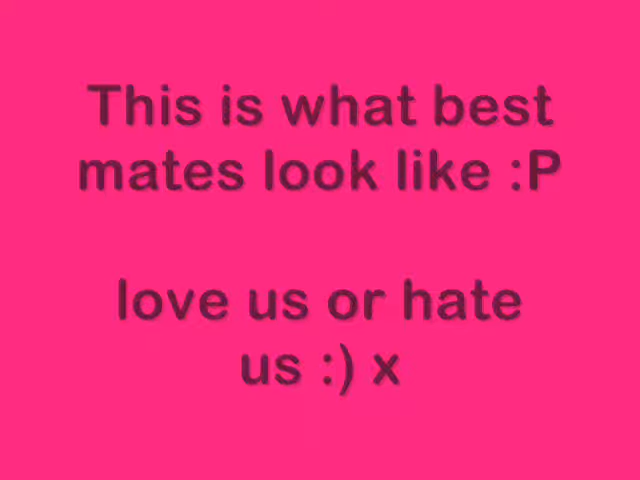 This is what best
mates look like :P
love us or hate
us :) x